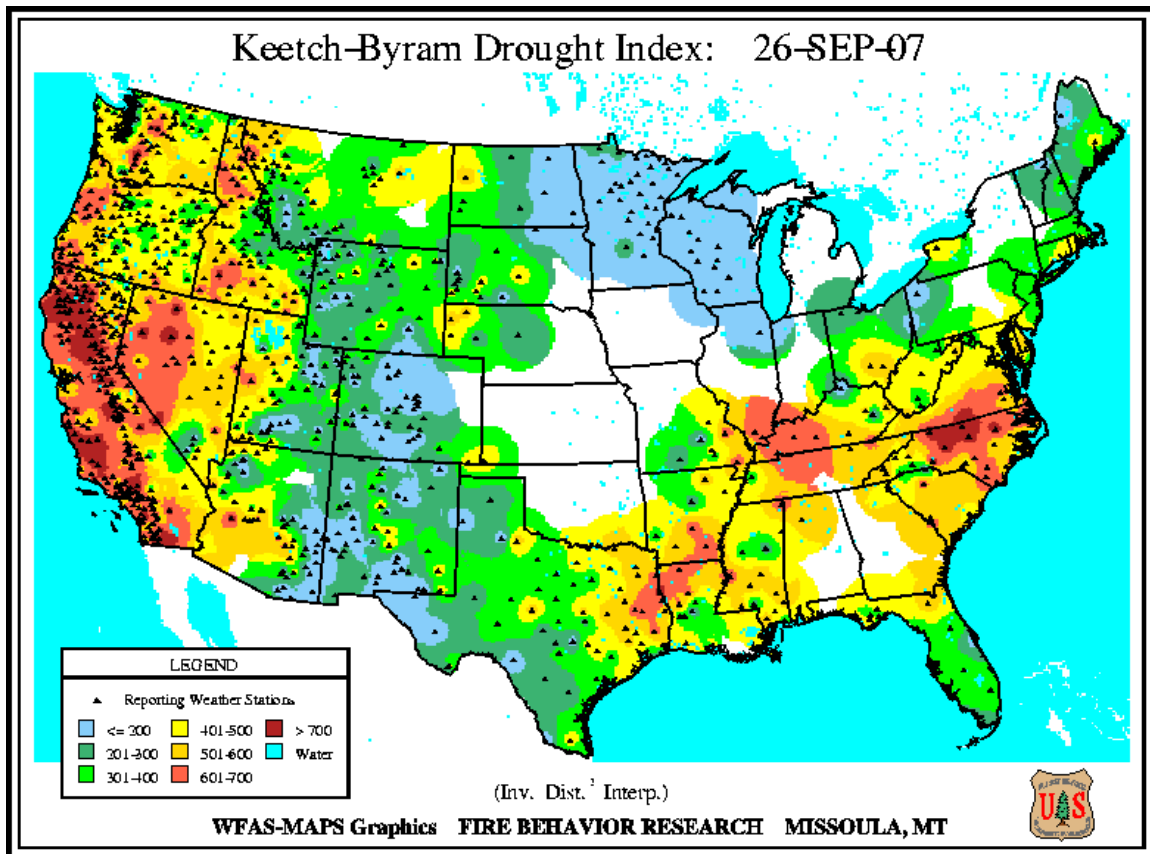 Keetch-Byram Drought Index: 26-SEP-07
LEGEND
Reporting Weather Stations
<= 200 401-500 > 700
201-300 501-600 Water
301-400 601-700
(Inv. Dist.² Interp.)
WFAS-MAPS Graphics FIRE BEHAVIOR RESEARCH MISSOULA, MT
U S